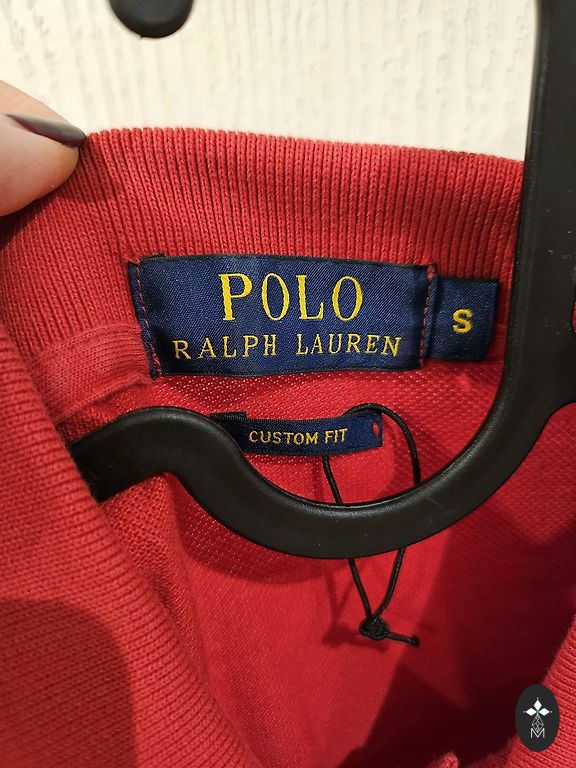 POLO
RALPH LAUREN
S
CUSTOM FIT
M